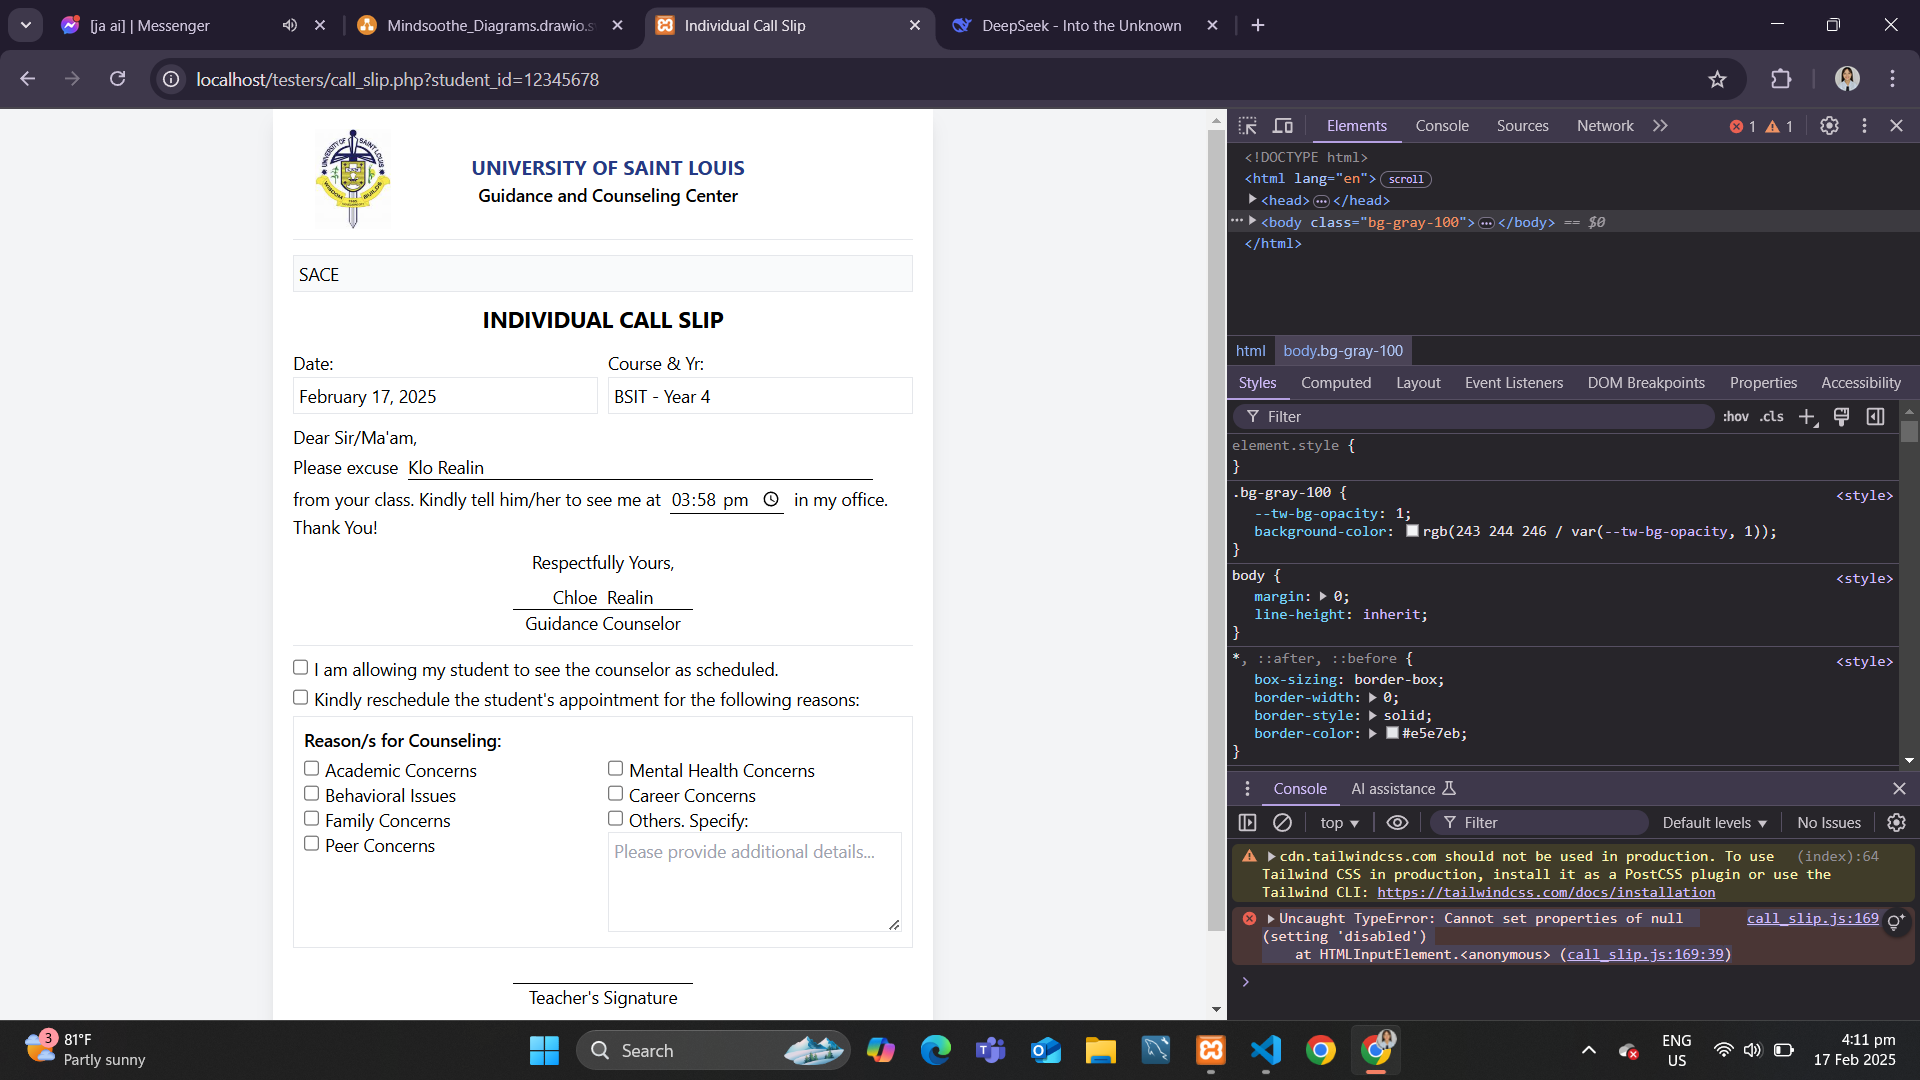 [ja ai] | Messenger
Mindsoothe_Diagrams.drawio.s
Individual Call Slip
DeepSeek - Into the Unknown
localhost/testers/call_slip.php?student_id=12345678
UNIVERSITY OF SAINT LOUIS
Guidance and Counseling Center
SACE
INDIVIDUAL CALL SLIP
Date:
Course & Yr:
February 17, 2025
BSIT - Year 4
Dear Sir/Ma'am,
Please excuse Klo Realin
from your class. Kindly tell him/her to see me at 03:58 pm in my office.
Thank You!
Respectfully Yours,
Chloe Realin
Guidance Counselor
I am allowing my student to see the counselor as scheduled.
Kindly reschedule the student's appointment for the following reasons:
Reason/s for Counseling:
Academic Concerns
Behavioral Issues
Family Concerns
Peer Concerns
Mental Health Concerns
Career Concerns
Others. Specify:
Please provide additional details...
Teacher's Signature
Elements Console Sources Network 1 1
<!DOCTYPE html>
<html lang="en"> scroll
<head> ••• </head>
••• <body class="bg-gray-100"> ••• </body> == $0
</html>
html body.bg-gray-100
Styles Computed Layout Event Listeners DOM Breakpoints Properties Accessibility
Filter :hov .cls
element.style {
}
.bg-gray-100 { <style>
--tw-bg-opacity: 1;
background-color: rgb(243 244 246 / var(--tw-bg-opacity, 1));
}
body { <style>
margin: 0;
line-height: inherit;
}
*, ::after, ::before { <style>
box-sizing: border-box;
border-width: 0;
border-style: solid;
border-color: #e5e7eb;
}
Console AI assistance
top Filter Default levels No Issues
cdn.tailwindcss.com should not be used in production. To use (index):64
Tailwind CSS in production, install it as a PostCSS plugin or use the
Tailwind CLI: https://tailwindcss.com/docs/installation
Uncaught TypeError: Cannot set properties of null call_slip.js:169
(setting 'disabled')
at HTMLInputElement.<anonymous> (call_slip.js:169:39)
3
81°F
Partly sunny
Search
ENG
US
4:11 pm
17 Feb 2025